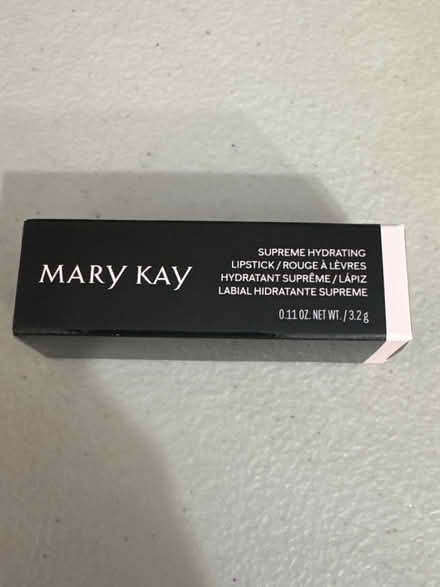 MARY KAY
SUPREME HYDRATING
LIPSTICK / ROUGE À LÈVRES
HYDRATANT SUPRÊME / LÁPIZ
LABIAL HIDRATANTE SUPREME
0.11 OZ. NET WT. / 3.2 g